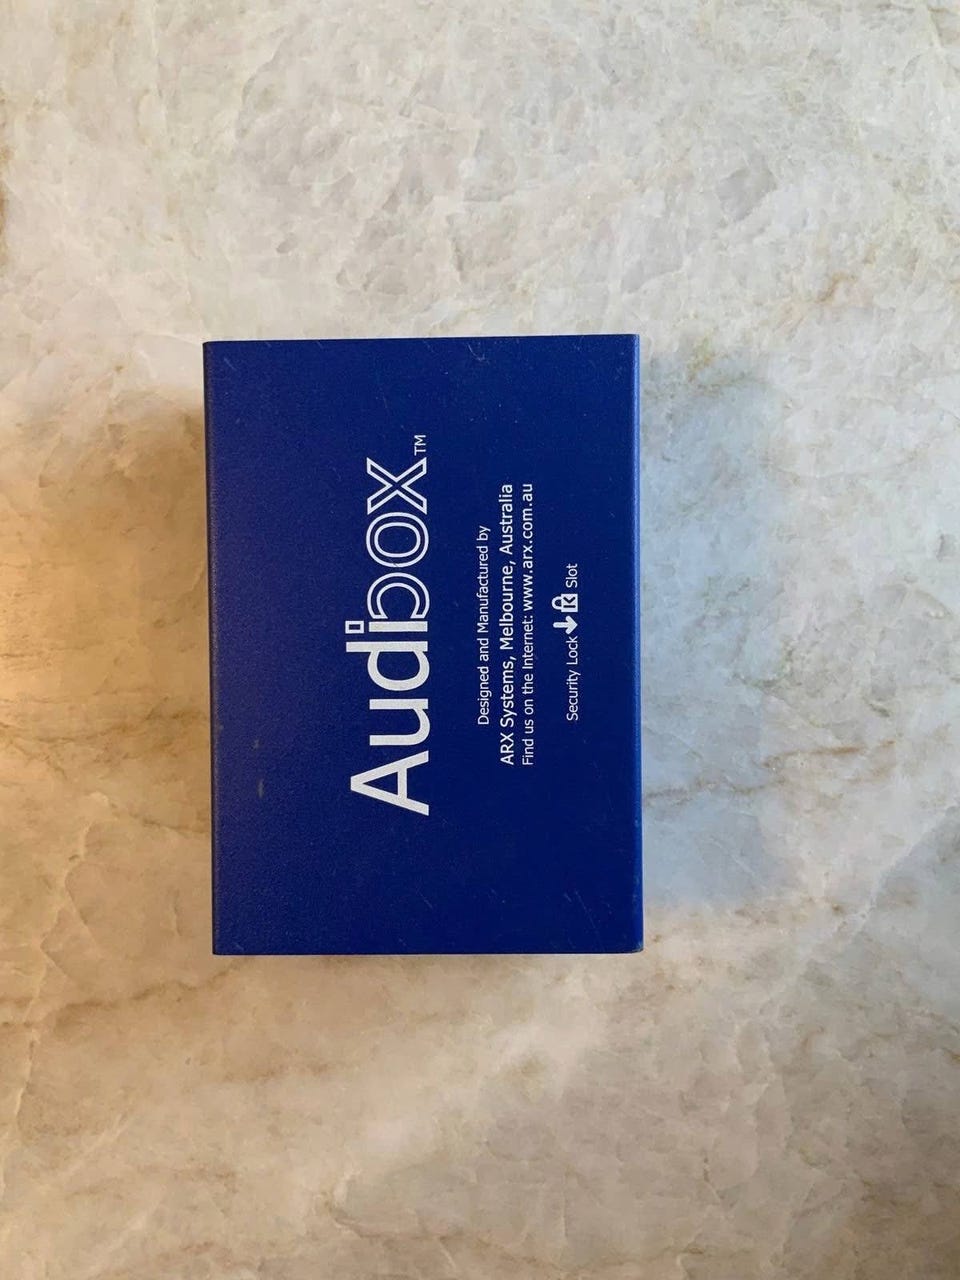 Audibox™
Designed and Manufactured by
ARX Systems, Melbourne, Australia
Find us on the Internet: www.arx.com.au
Security Lock Slot